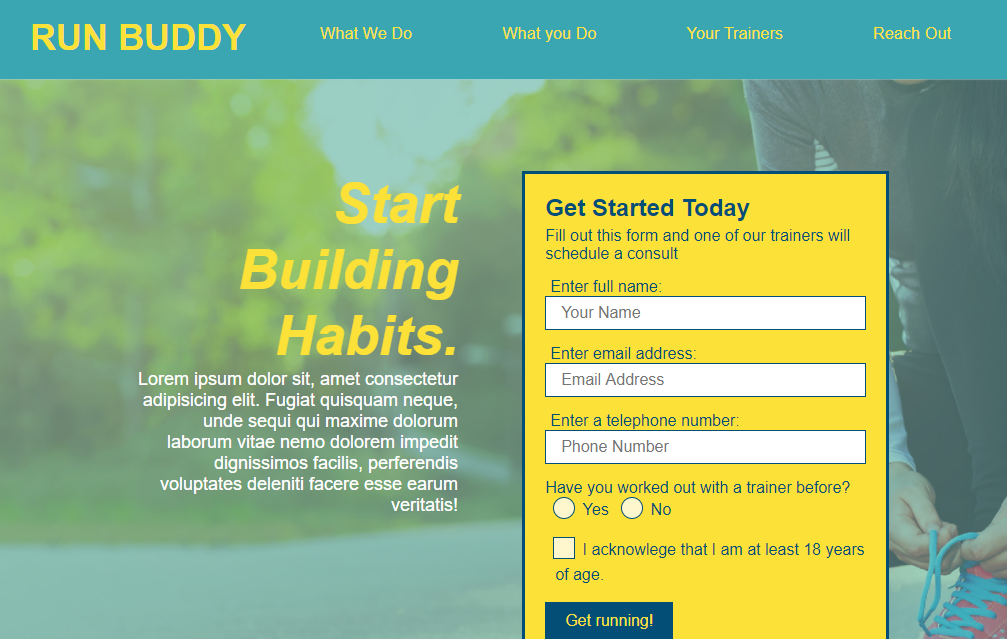 RUN BUDDY
What We Do
What you Do
Your Trainers
Reach Out
Start
Building
Habits.
Lorem ipsum dolor sit, amet consectetur
adipisicing elit. Fugiat quisquam neque,
unde sequi qui maxime dolorum
laborum vitae nemo dolorem impedit
dignissimos facilis, perferendis
voluptates deleniti facere esse earum
veritatis!
Get Started Today
Fill out this form and one of our trainers will
schedule a consult
Enter full name:
Your Name
Enter email address:
Email Address
Enter a telephone number:
Phone Number
Have you worked out with a trainer before?
Yes No
I acknowlege that I am at least 18 years
of age.
Get running!